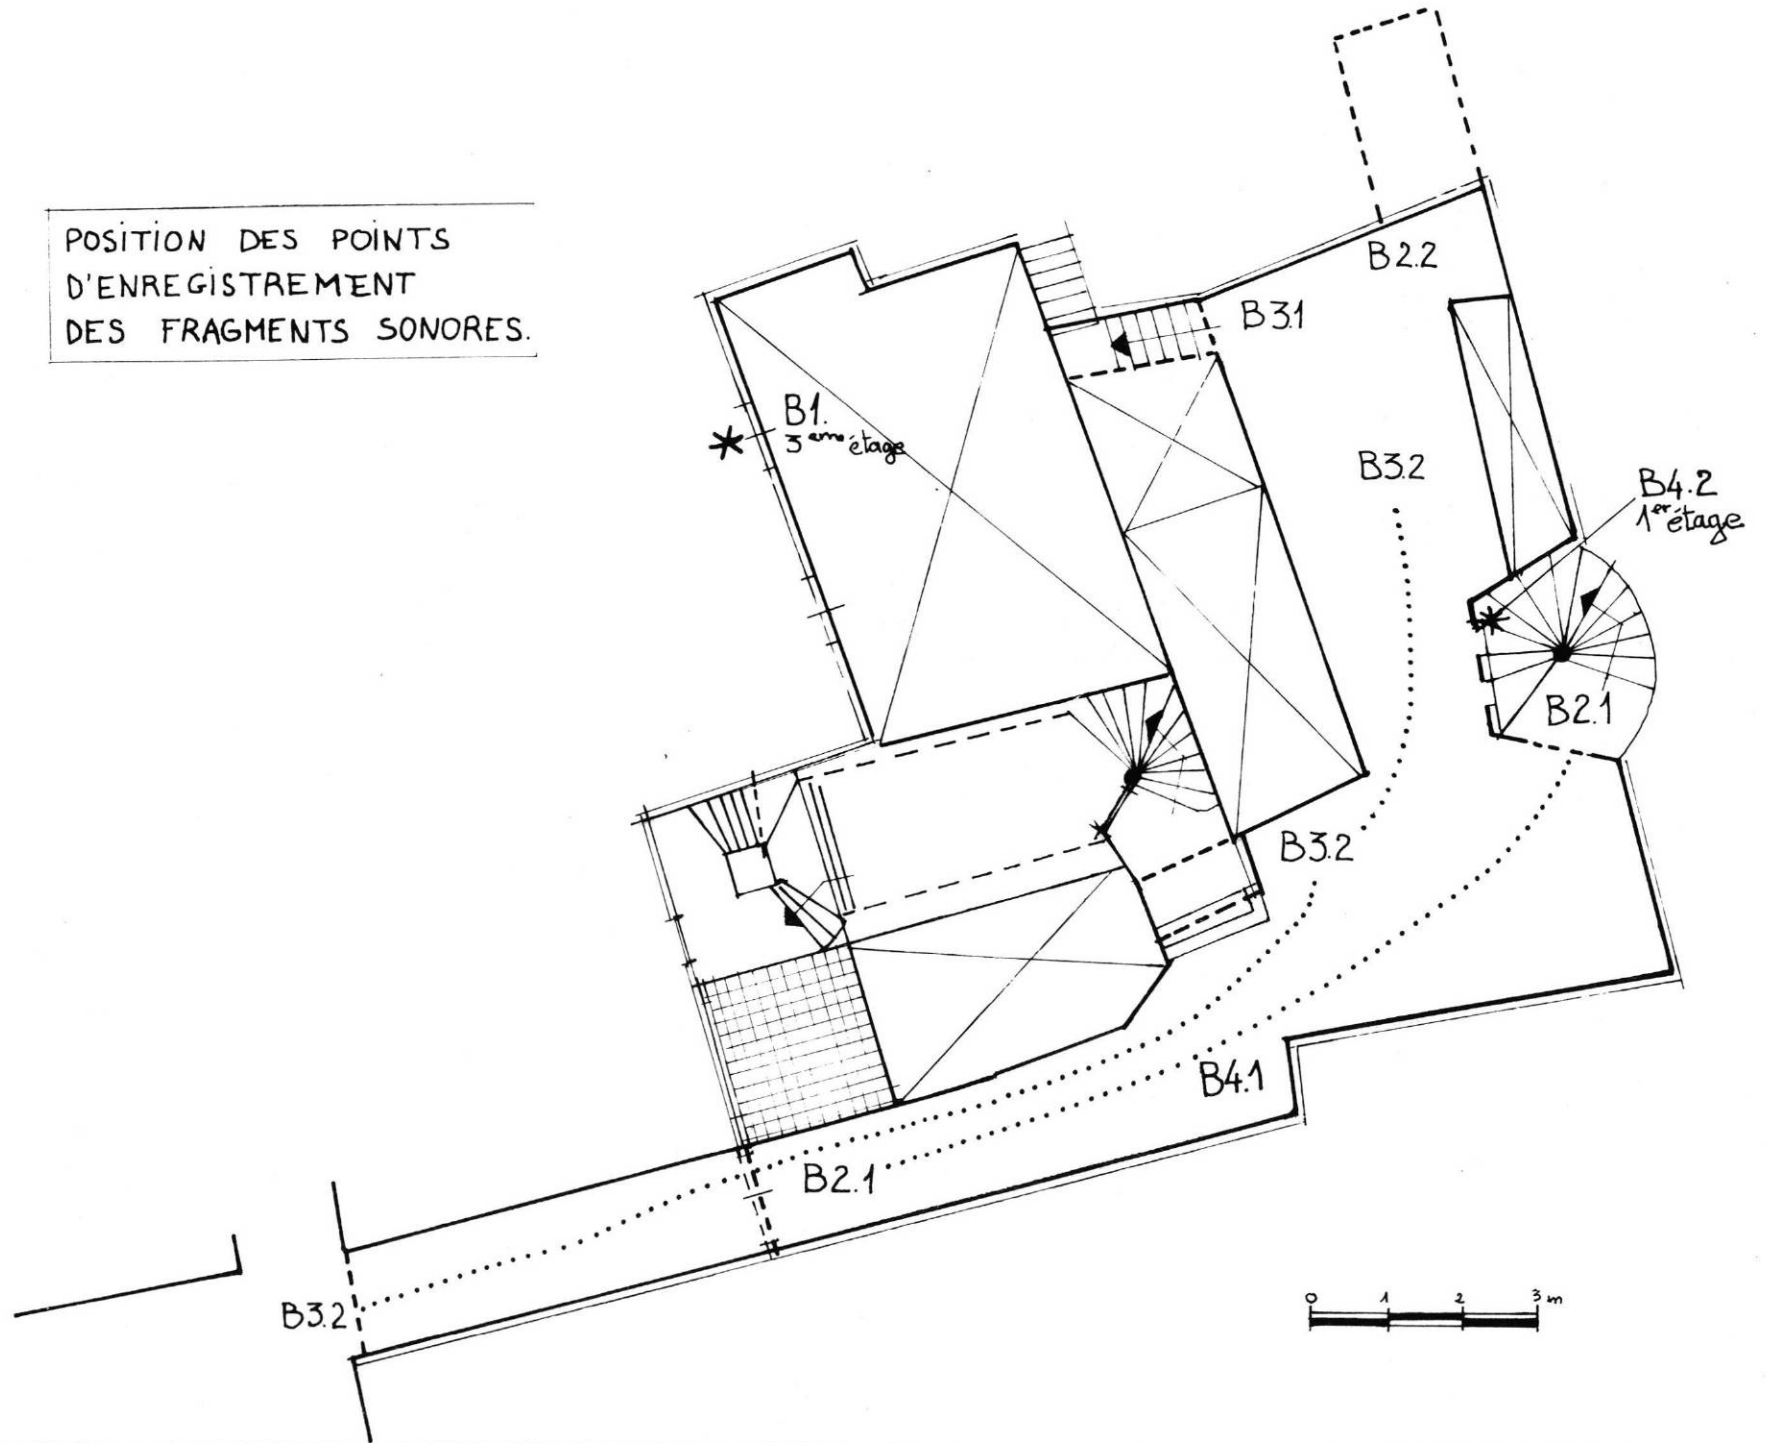 POSITION DES POINTS
D'ENREGISTREMENT
DES FRAGMENTS SONORES.
B2.2
B3.1
B1.
3eme étage
B3.2
B4.2
1er étage
B2.1
B3.2
B4.1
B2.1
B3.2
0 1 2 3 m